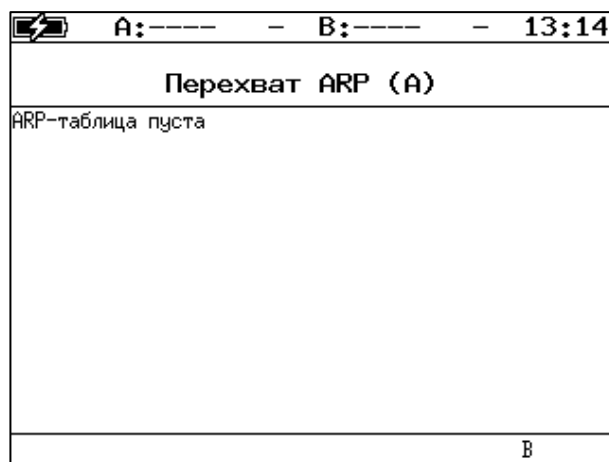 A:---- - B:---- - 13:14
Перехват ARP (A)
ARP-таблица пуста
B